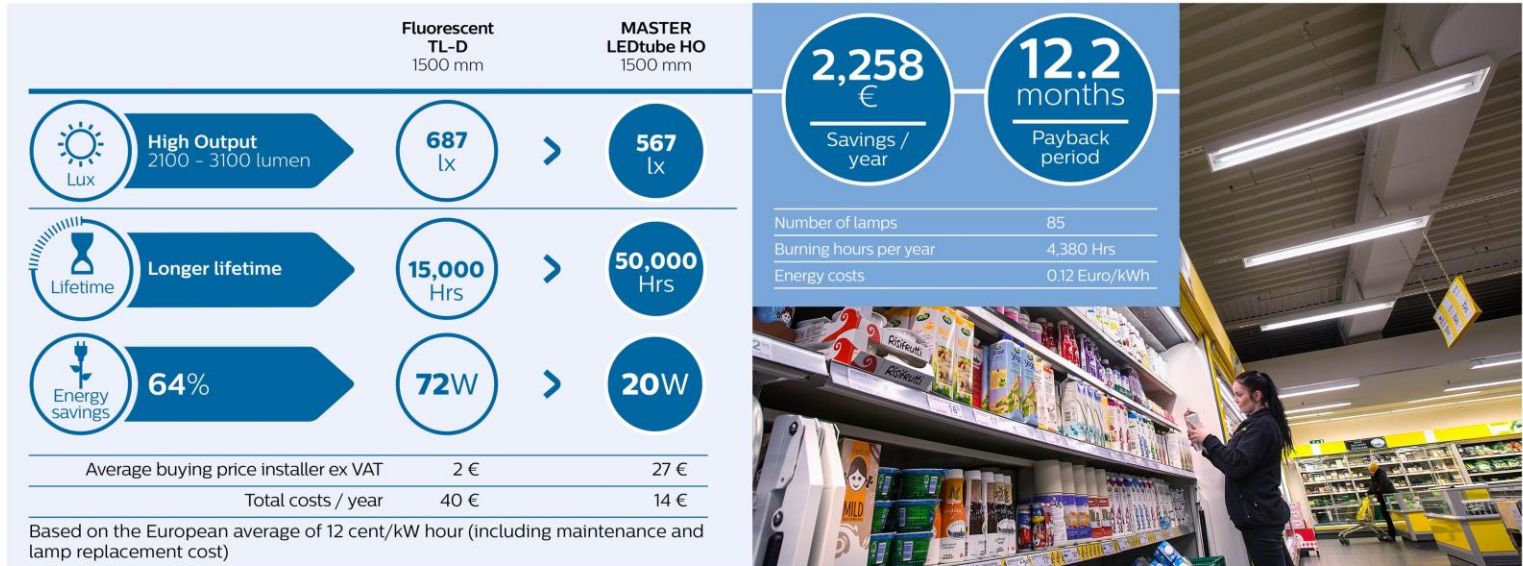 Fluorescent
TL-D
1500 mm
MASTER
LEDtube HO
1500 mm
Lux
High Output
2100 - 3100 lumen
687
lx
>
567
lx
Lifetime
Longer lifetime
15,000
Hrs
>
50,000
Hrs
Energy
savings
64%
72W
>
20W
Average buying price installer ex VAT 2 € 27 €
Total costs / year 40 € 14 €
Based on the European average of 12 cent/kW hour (including maintenance and
lamp replacement cost)
2,258
€
Savings /
year
12.2
months
Payback
period
Number of lamps 85
Burning hours per year 4,380 Hrs
Energy costs 0.12 Euro/kWh
Risifrutti
Risifrutti
MILD